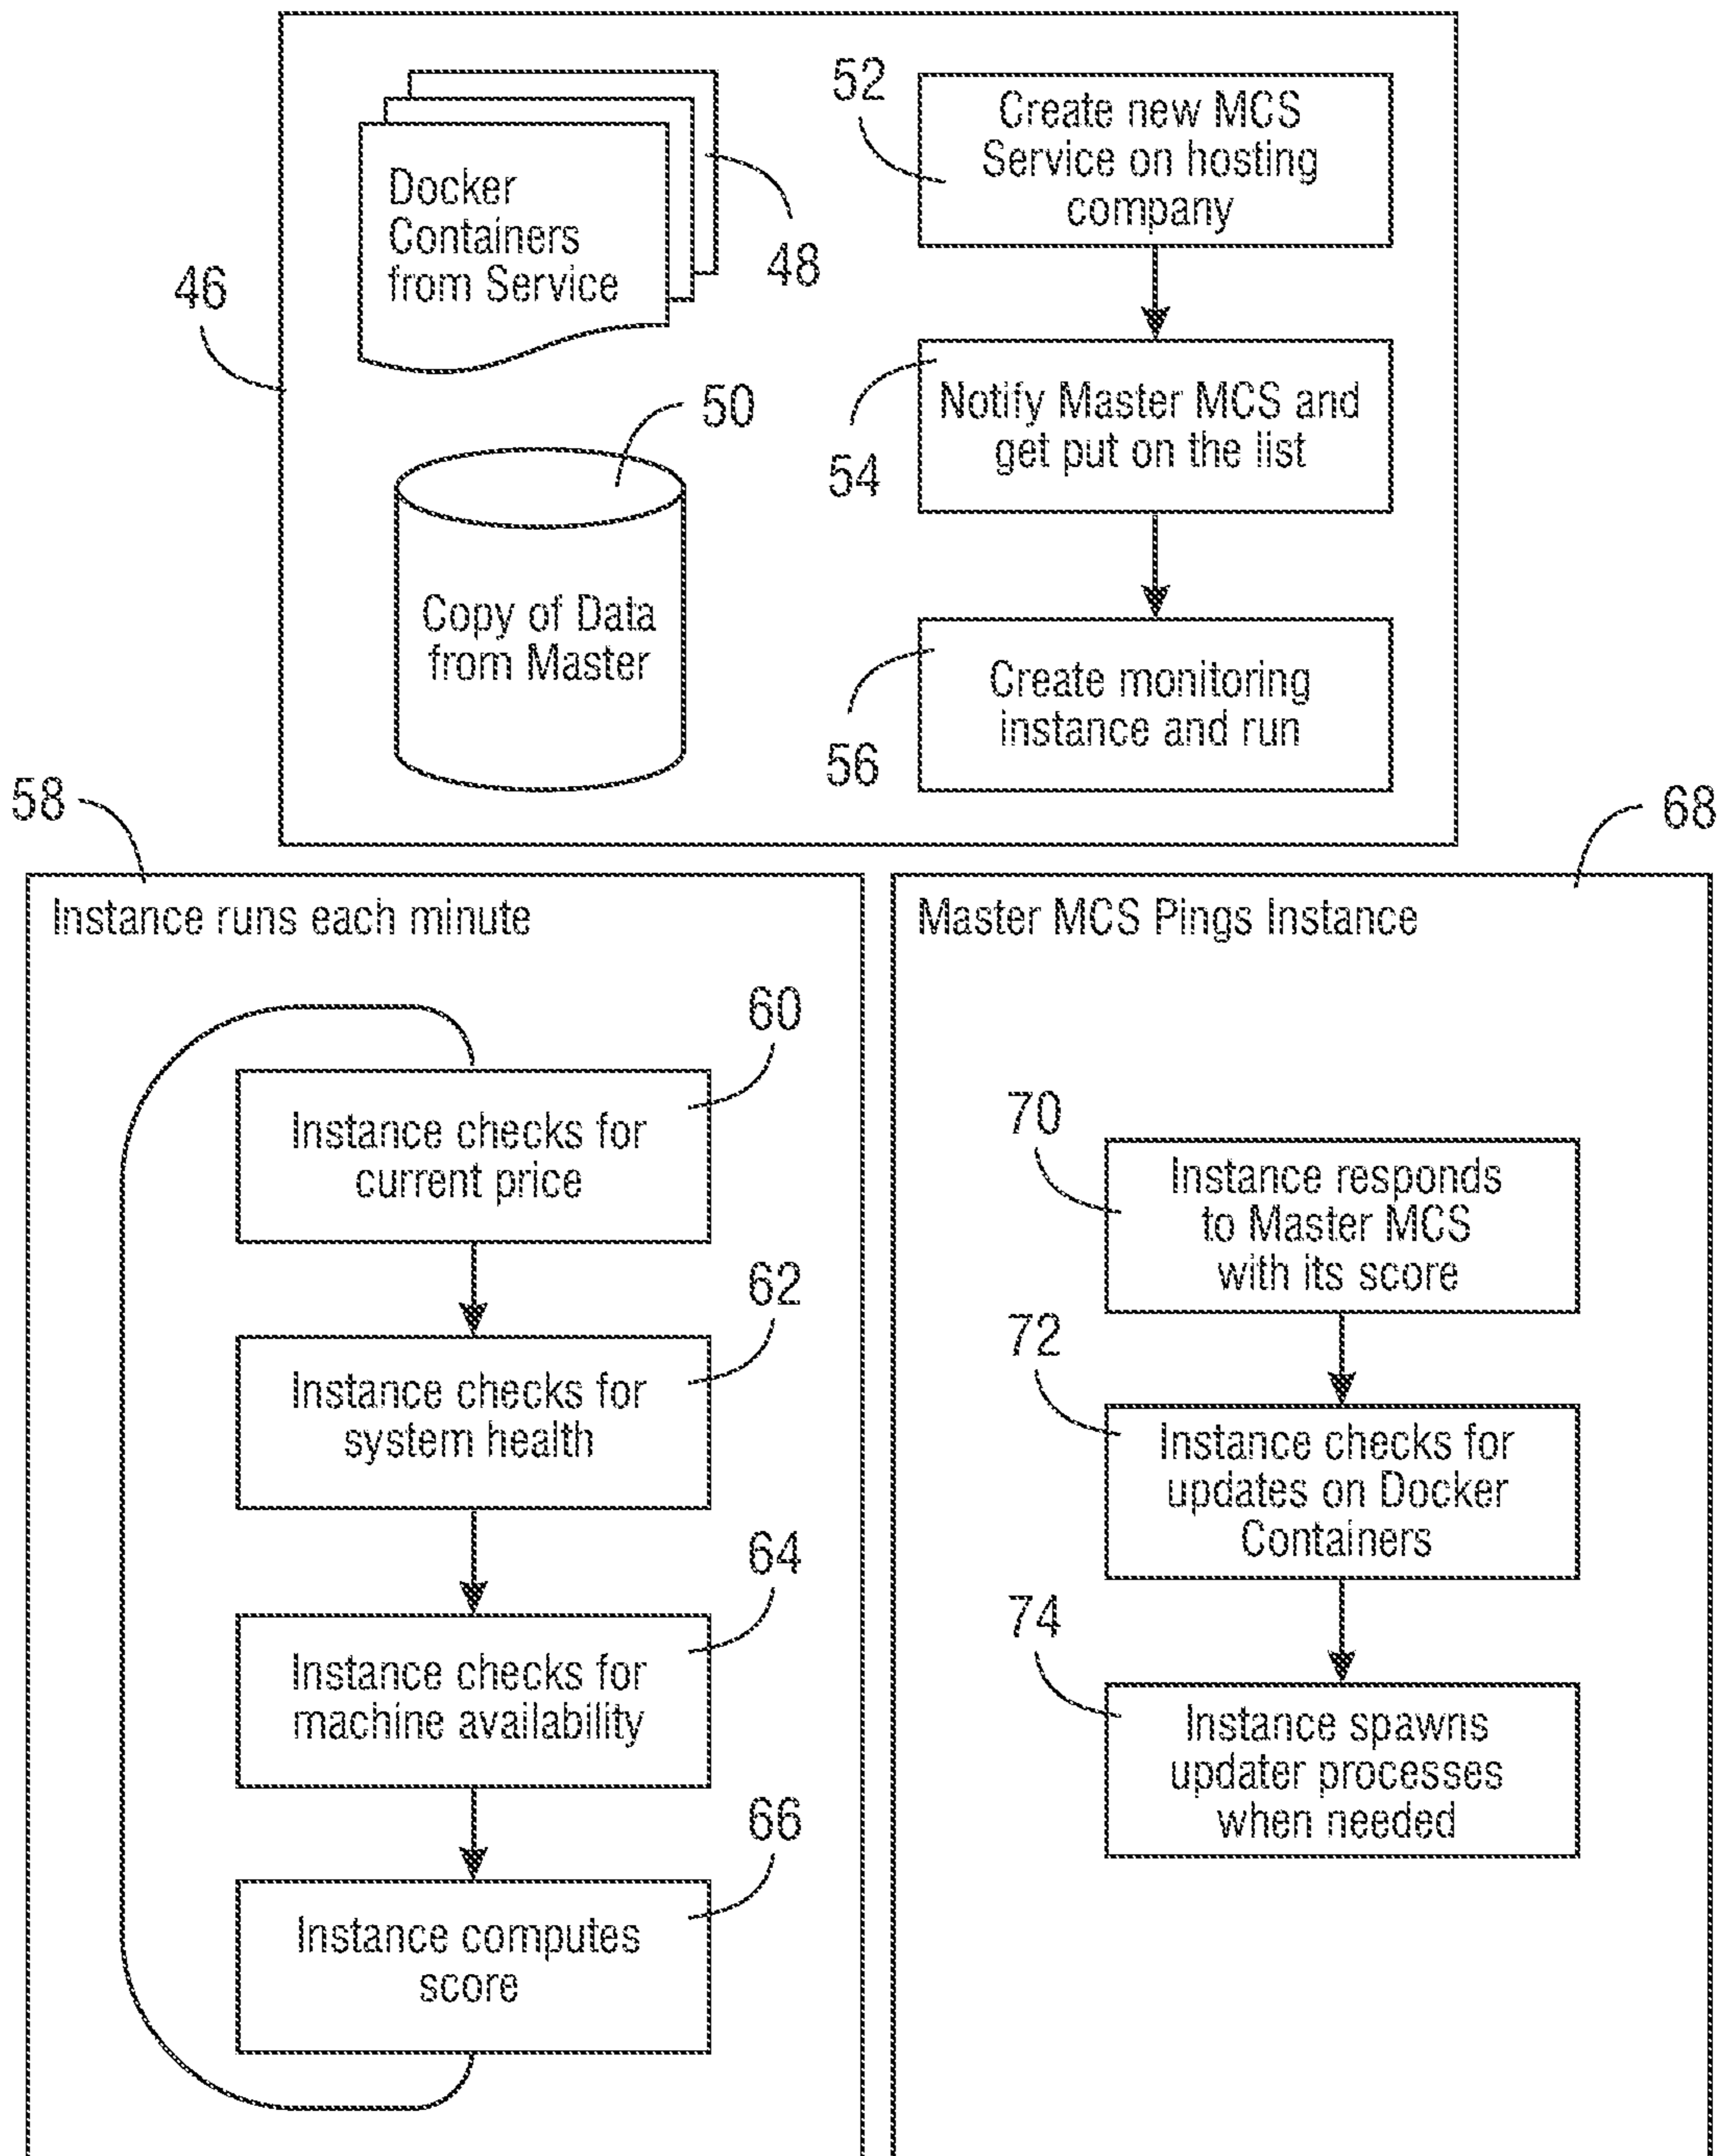 52
Create new MCS
Service on hosting
company
Docker
Containers
from Service
48
46
54
Notify Master MCS and
get put on the list
50
Copy of Data
from Master
56
Create monitoring
instance and run
58
68
Instance runs each minute
60
Instance checks for
current price
62
Instance checks for
system health
64
Instance checks for
machine availability
66
Instance computes
score
Master MCS Pings Instance
70
Instance responds
to Master MCS
with its score
72
Instance checks for
updates on Docker
Containers
74
Instance spawns
updater processes
when needed